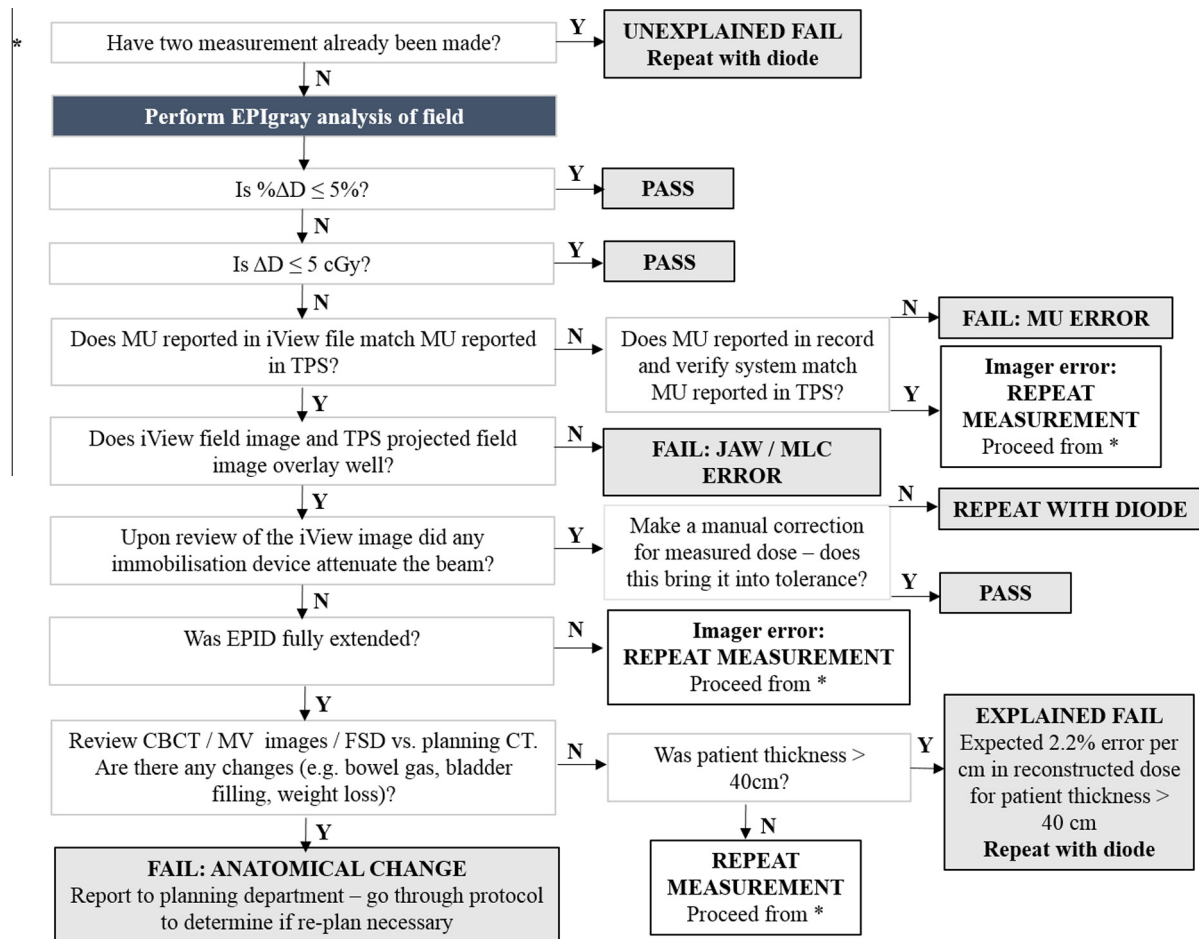 *
Have two measurement already been made?
Y
UNEXPLAINED FAIL
Repeat with diode
N
Perform EPIgray analysis of field
Is %ΔD ≤ 5%?
Y
PASS
N
Is ΔD ≤ 5 cGy?
Y
PASS
N
Does MU reported in iView file match MU reported
in TPS?
N
Does MU reported in record
and verify system match
MU reported in TPS?
N
FAIL: MU ERROR
Y
Imager error:
REPEAT
MEASUREMENT
Proceed from *
Y
Does iView field image and TPS projected field
image overlay well?
N
FAIL: JAW / MLC
ERROR
Y
Upon review of the iView image did any
immobilisation device attenuate the beam?
Y
Make a manual correction
for measured dose – does
this bring it into tolerance?
N
REPEAT WITH DIODE
Y
PASS
N
Was EPID fully extended?
N
Imager error:
REPEAT MEASUREMENT
Proceed from *
Y
Review CBCT / MV images / FSD vs. planning CT.
Are there any changes (e.g. bowel gas, bladder
filling, weight loss)?
N
Was patient thickness >
40cm?
Y
EXPLAINED FAIL
Expected 2.2% error per
cm in reconstructed dose
for patient thickness >
40 cm
Repeat with diode
N
REPEAT
MEASUREMENT
Proceed from *
Y
FAIL: ANATOMICAL CHANGE
Report to planning department – go through protocol
to determine if re-plan necessary